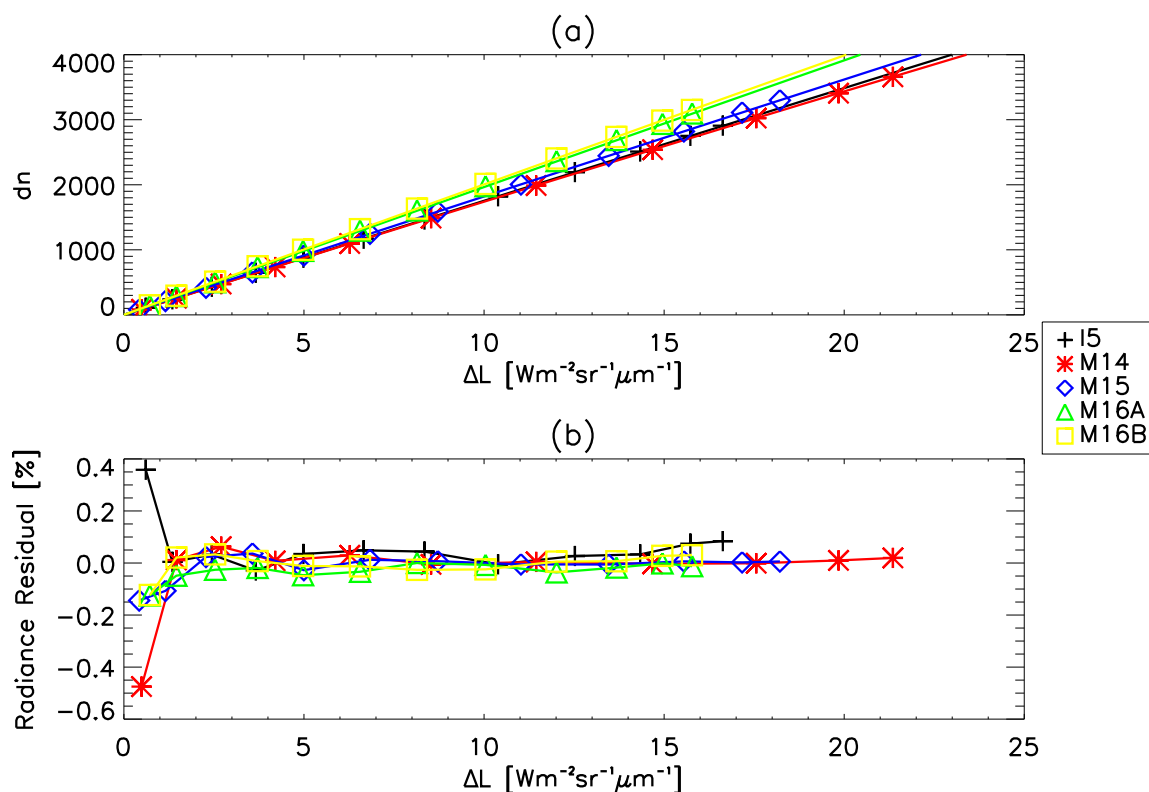 (a)
4000
3000
2000
1000
0
dn
0 5 10 15 20 25
ΔL [Wm⁻²sr⁻¹μm⁻¹]
I5
M14
M15
M16A
M16B
(b)
0.4
0.2
0.0
−0.2
−0.4
−0.6
Radiance Residual [%]
0 5 10 15 20 25
ΔL [Wm⁻²sr⁻¹μm⁻¹]